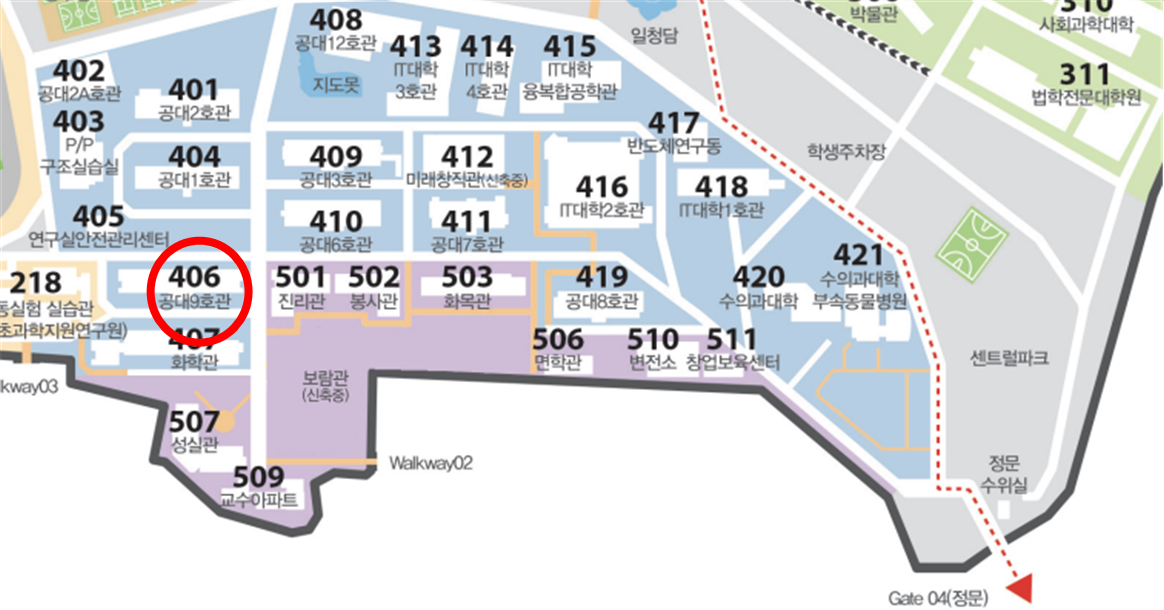 408
공대12호관
지도못
413
IT대학
3호관
414
IT대학
4호관
415
IT대학
융복합공학관
일청담
박물관
310
사회과학대학
311
법학전문대학원
402
공대2A호관
401
공대2호관
403
P/P
구조실습실
404
공대1호관
409
공대3호관
412
미래창직관(신축중)
417
반도체연구동
학생주차장
416
IT대학2호관
418
IT대학1호관
405
연구실안전관리센터
410
공대6호관
411
공대7호관
421
수의과대학
부속동물병원
218
동실험 실습관
초과학지원연구원)
406
공대9호관
501
진리관
502
봉사관
503
화목관
419
공대8호관
420
수의과대학
407
화학관
506
면학관
510
변전소
511
창업보육센터
센트럴파크
kway03
보람관
(신축중)
507
성실관
Walkway02
509
교수아파트
정문
수위실
Gate 04(정문)